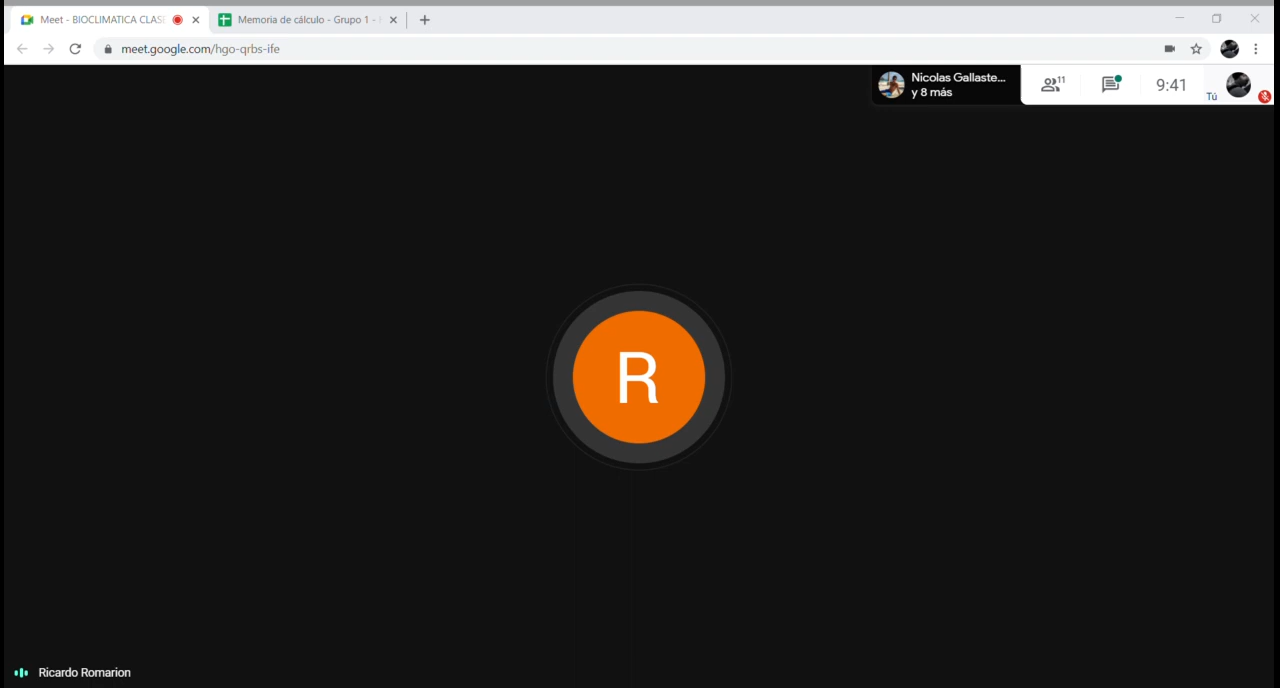 Meet - BIOCLIMATICA CLASE
Memoria de cálculo - Grupo 1 -
meet.google.com/hgo-qrbs-ife
Nicolas Gallaste...
y 8 más
11
9:41
Tú
R
Ricardo Romarion